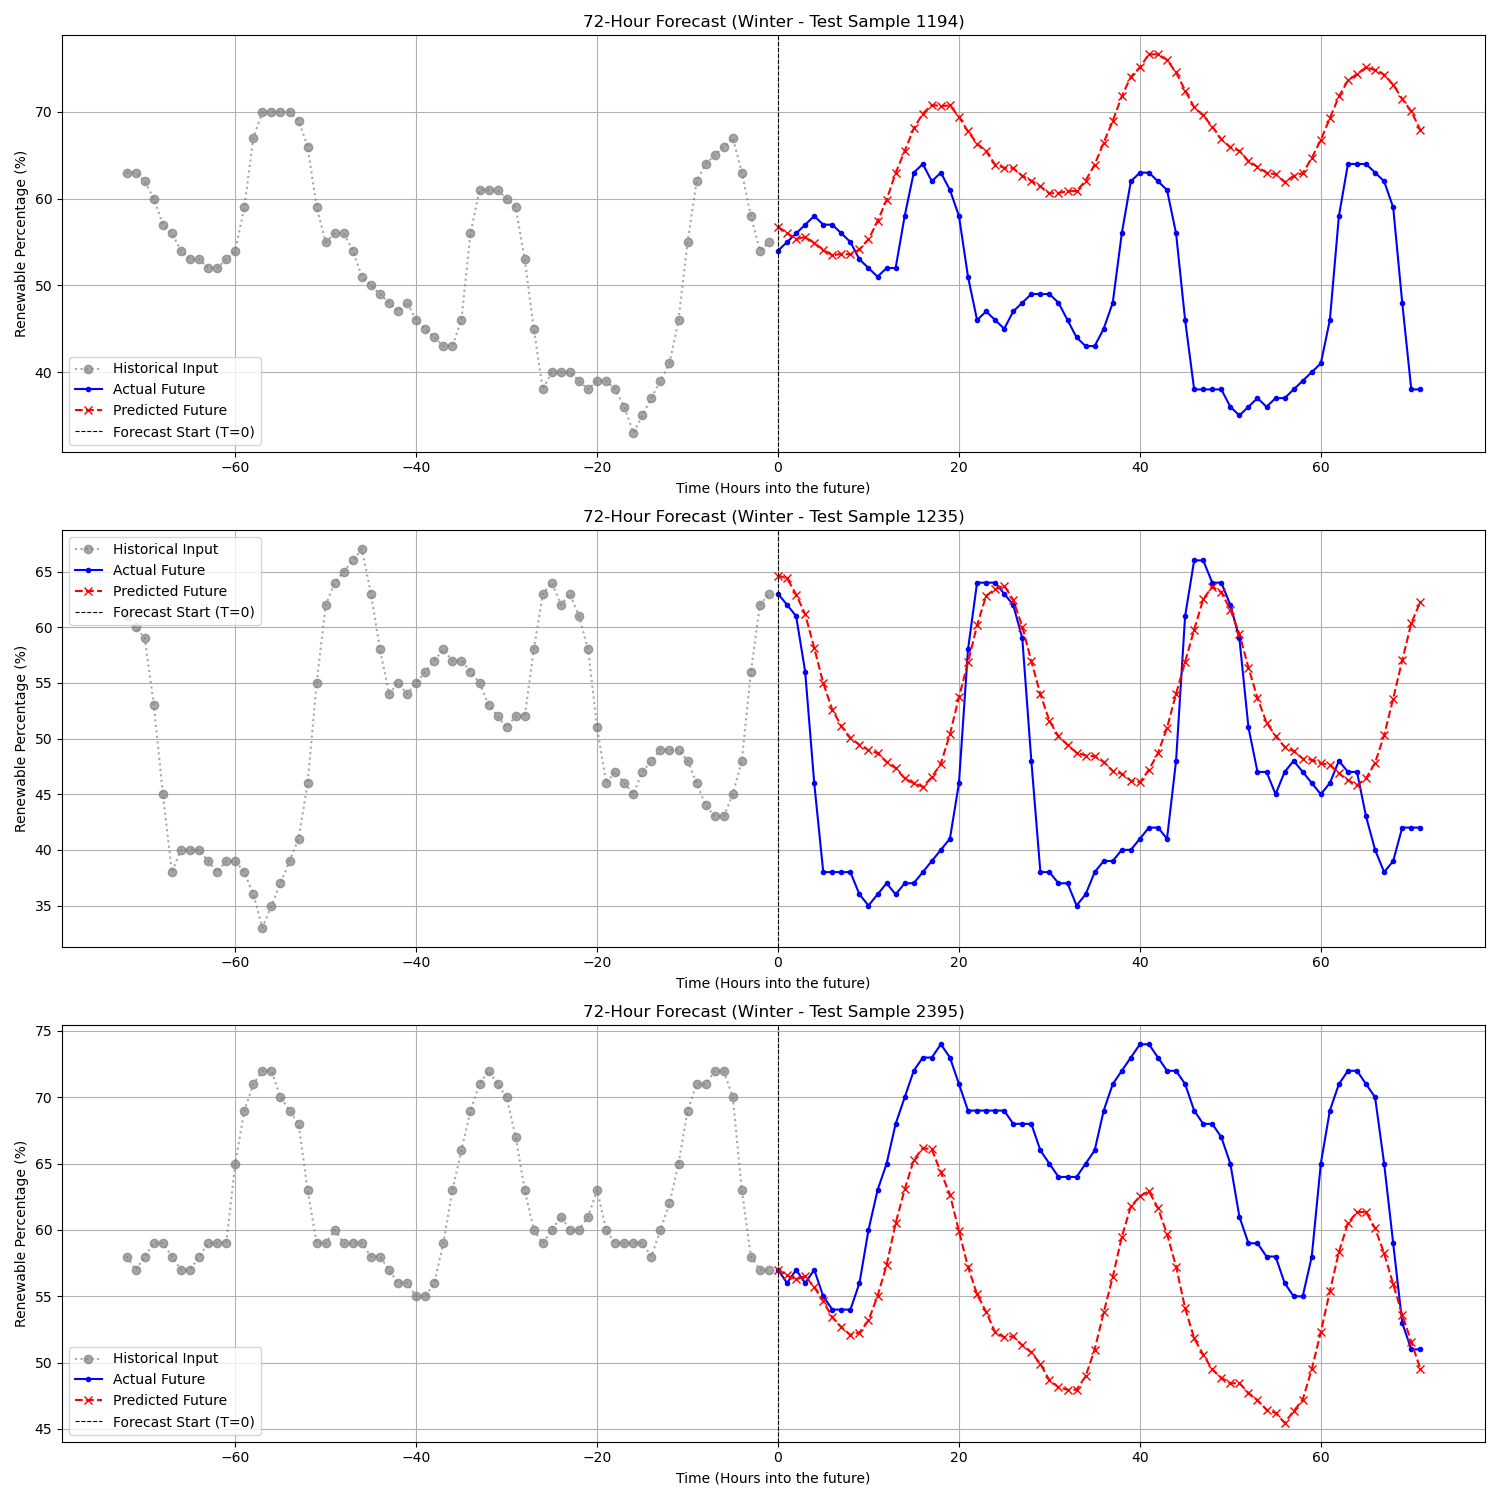 72-Hour Forecast (Winter - Test Sample 1194)
Renewable Percentage (%)
70
60
50
40
Historical Input
Actual Future
Predicted Future
Forecast Start (T=0)
−60
−40
−20
0
20
40
60
Time (Hours into the future)
72-Hour Forecast (Winter - Test Sample 1235)
Renewable Percentage (%)
65
60
55
50
45
40
35
Historical Input
Actual Future
Predicted Future
Forecast Start (T=0)
−60
−40
−20
0
20
40
60
Time (Hours into the future)
72-Hour Forecast (Winter - Test Sample 2395)
Renewable Percentage (%)
75
70
65
60
55
50
45
Historical Input
Actual Future
Predicted Future
Forecast Start (T=0)
−60
−40
−20
0
20
40
60
Time (Hours into the future)